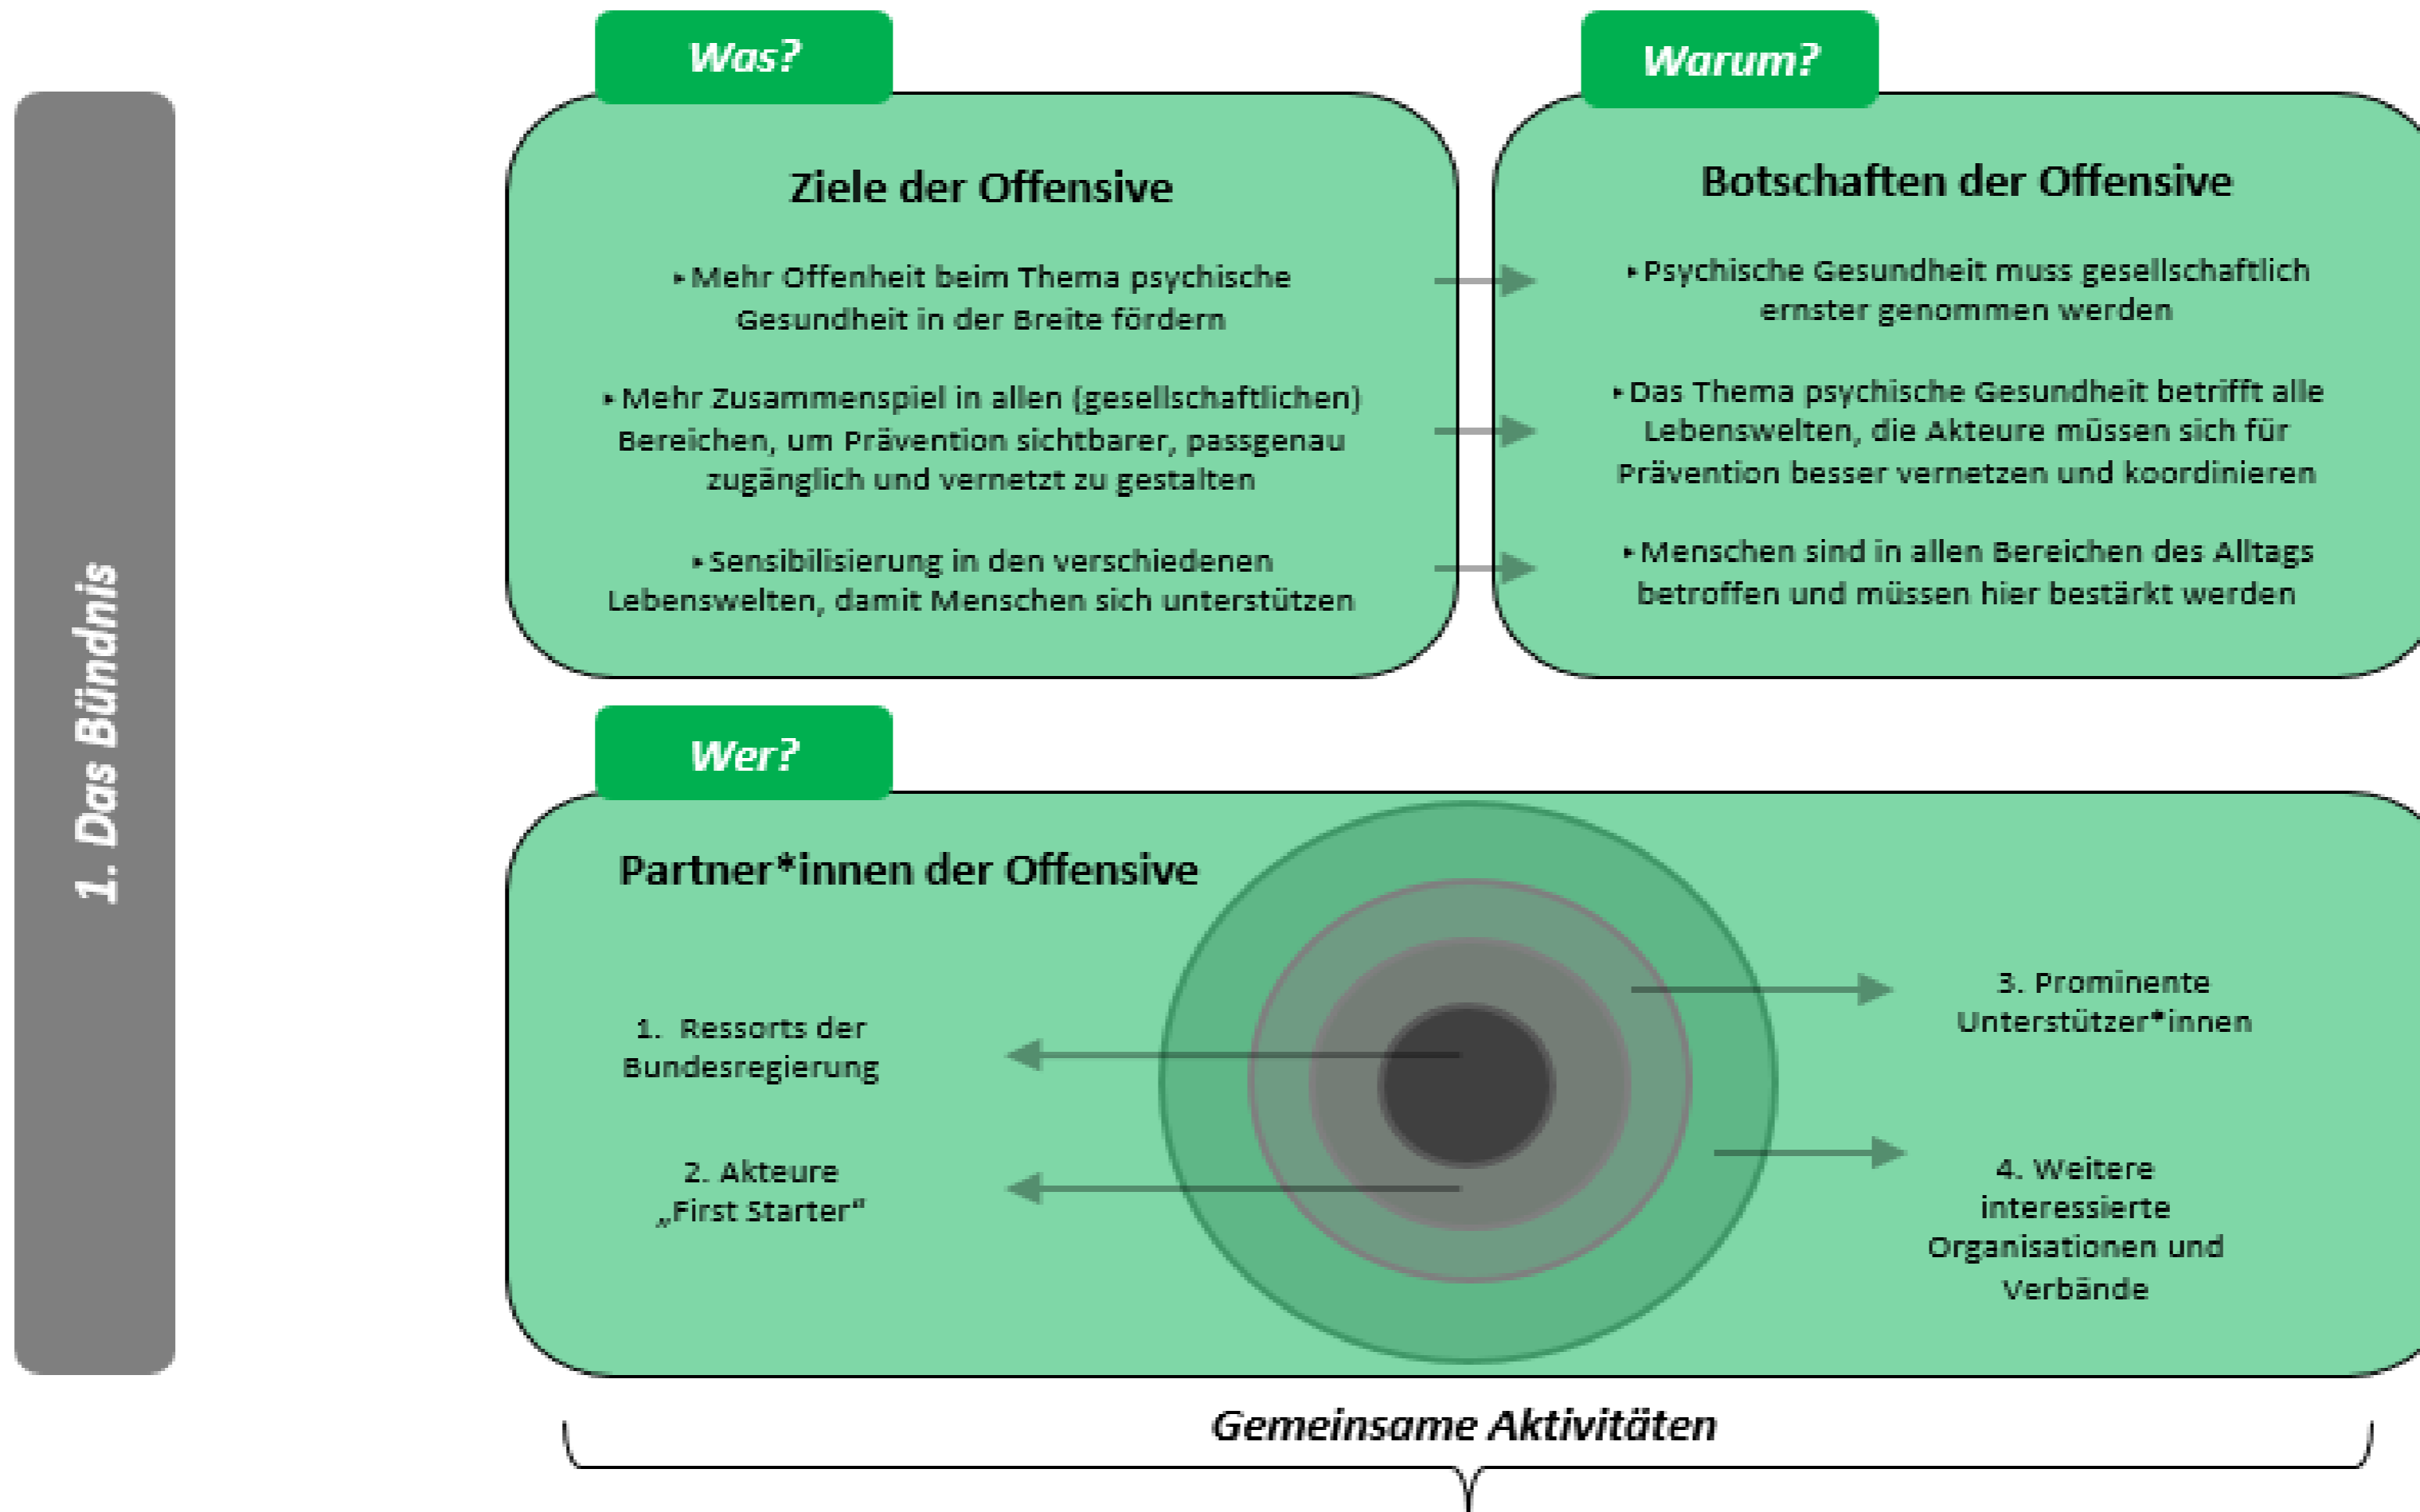 1. Das Bündnis
Was?
Ziele der Offensive
▸Mehr Offenheit beim Thema psychische
Gesundheit in der Breite fördern
▸Mehr Zusammenspiel in allen (gesellschaftlichen)
Bereichen, um Prävention sichtbarer, passgenau
zugänglich und vernetzt zu gestalten
▸Sensibilisierung in den verschiedenen
Lebenswelten, damit Menschen sich unterstützen
Warum?
Botschaften der Offensive
▸Psychische Gesundheit muss gesellschaftlich
ernster genommen werden
▸Das Thema psychische Gesundheit betrifft alle
Lebenswelten, die Akteure müssen sich für
Prävention besser vernetzen und koordinieren
▸Menschen sind in allen Bereichen des Alltags
betroffen und müssen hier bestärkt werden
Wer?
Partner*innen der Offensive
1. Ressorts der
Bundesregierung
2. Akteure
„First Starter“
3. Prominente
Unterstützer*innen
4. Weitere
interessierte
Organisationen und
Verbände
Gemeinsame Aktivitäten